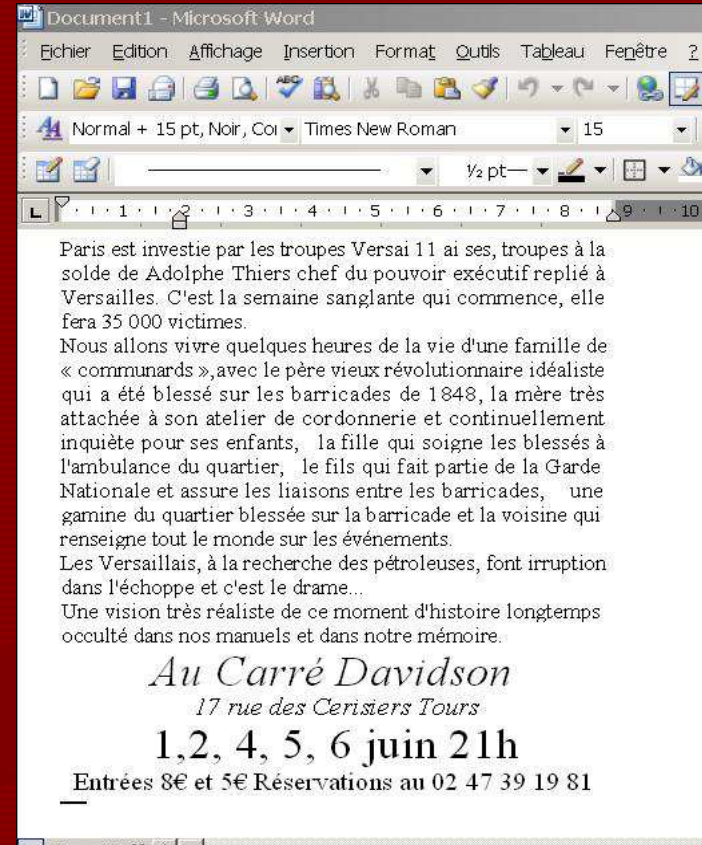 Document1 - Microsoft Word
Fichier Edition Affichage Insertion Format Outils Tableau Fenêtre ?
Normal + 15 pt, Noir, Cor Times New Roman 15
½ pt
L 1 2 3 4 5 6 7 8 9 10
Paris est investie par les troupes Versai 11 ai ses, troupes à la
solde de Adolphe Thiers chef du pouvoir exécutif replié à
Versailles. C'est la semaine sanglante qui commence, elle
fera 35 000 victimes.
Nous allons vivre quelques heures de la vie d'une famille de
« communards »,avec le père vieux révolutionnaire idéaliste
qui a été blessé sur les barricades de 1848, la mère très
attachée à son atelier de cordonnerie et continuellement
inquiète pour ses enfants, la fille qui soigne les blessés à
l'ambulance du quartier, le fils qui fait partie de la Garde
Nationale et assure les liaisons entre les barricades, une
gamine du quartier blessée sur la barricade et la voisine qui
renseigne tout le monde sur les événements.
Les Versaillais, à la recherche des pétroleuses, font irruption
dans l'échoppe et c'est le drame...
Une vision très réaliste de ce moment d'histoire longtemps
occulté dans nos manuels et dans notre mémoire.
Au Carré Davidson
17 rue des Cerisiers Tours
1,2, 4, 5, 6 juin 21h
Entrées 8€ et 5€ Réservations au 02 47 39 19 81